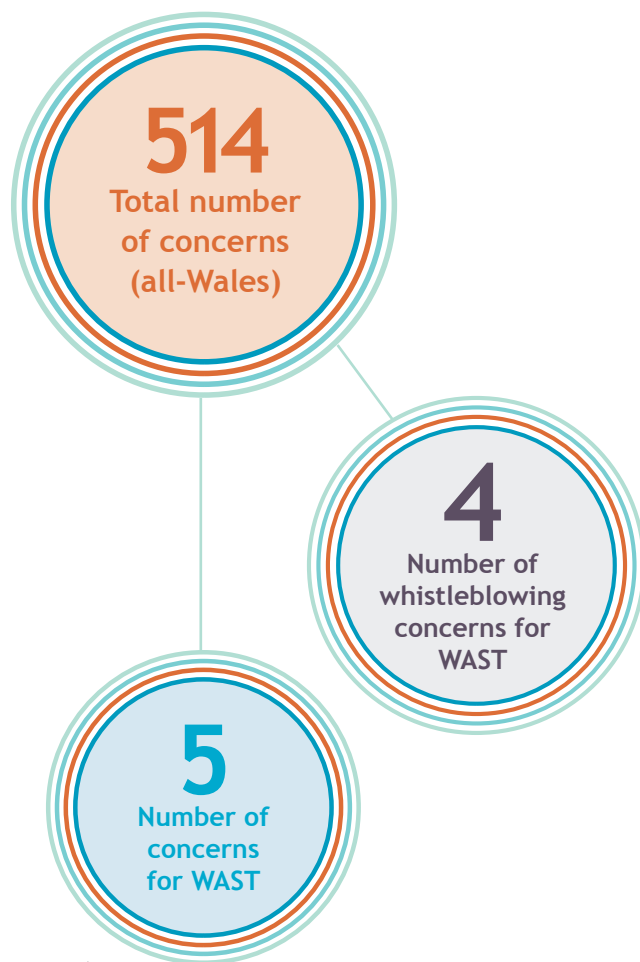 514
Total number
of concerns
(all-Wales)
4
Number of
whistleblowing
concerns for
WAST
5
Number of
concerns
for WAST